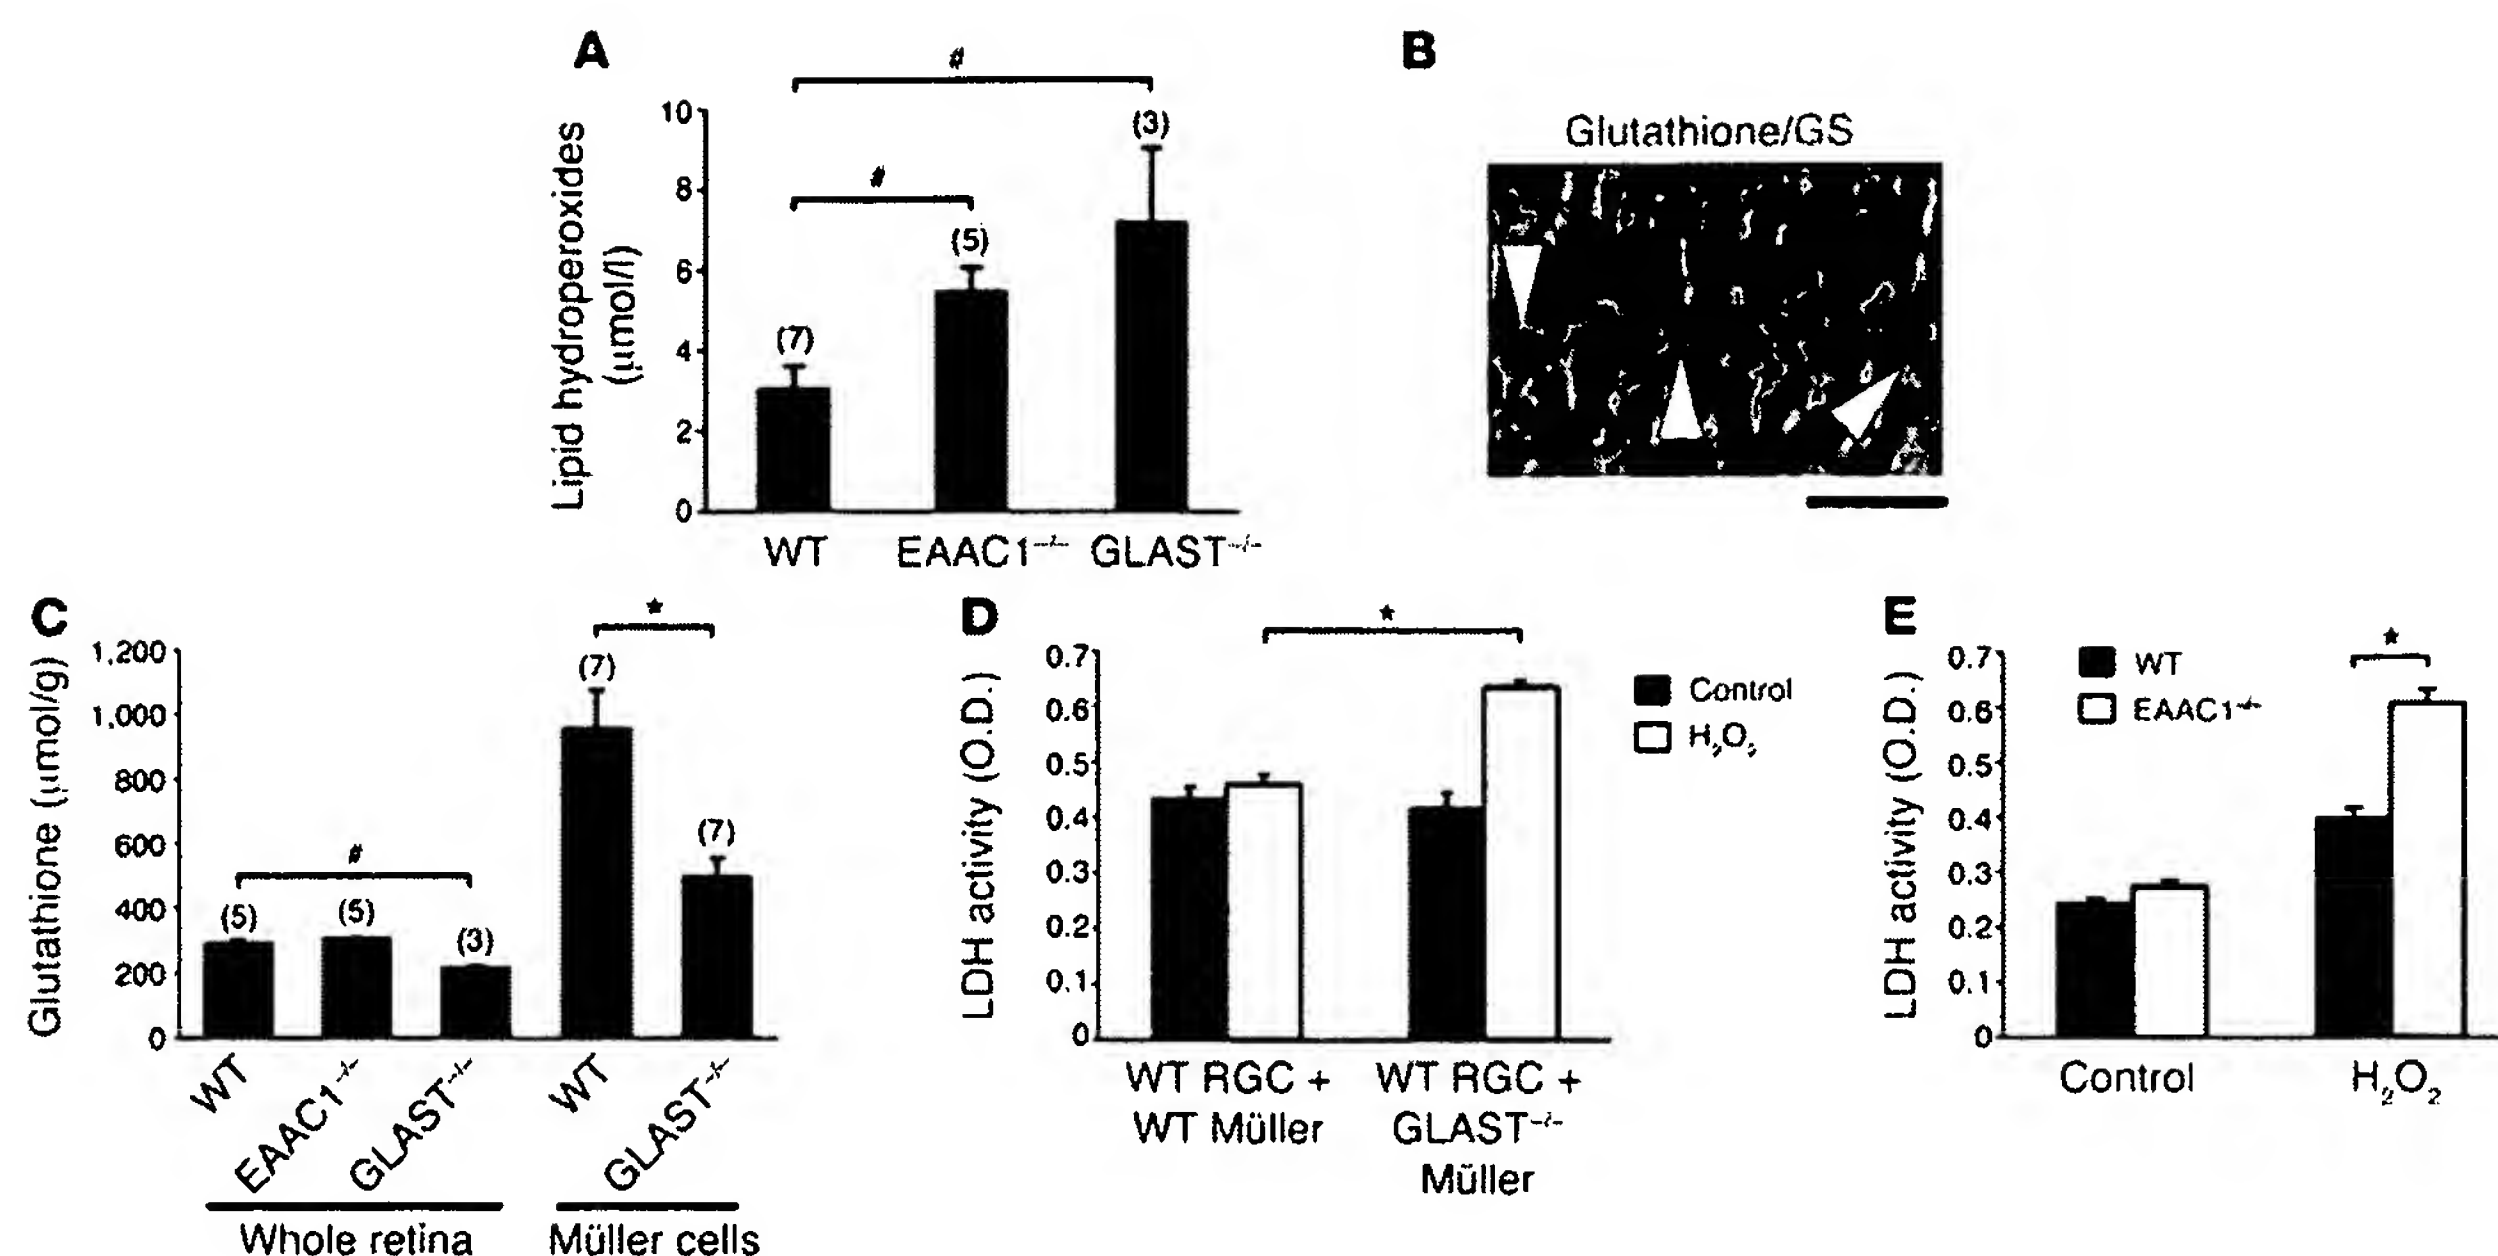 A
#
#
(3)
(5)
(7)
10
8
6
4
2
0
Lipid hydroperoxides
(μmol/l)
WT EAAC1⁻/⁻ GLAST⁻/⁻
B
Glutathione/GS
C
*
(7)
(7)
#
(5)
(5)
(3)
1,200
1,000
800
600
400
200
0
Glutathione (μmol/g)
WT
EAAC1⁻/⁻
GLAST⁻/⁻
WT
GLAST⁻/⁻
Whole retina
Müller cells
D
*
0.7
0.6
0.5
0.4
0.3
0.2
0.1
0
LDH activity (O.D.)
Control
H₂O₂
WT RGC +
WT Müller
WT RGC +
GLAST⁻/⁻
Müller
E
*
WT
EAAC1⁻/⁻
0.7
0.6
0.5
0.4
0.3
0.2
0.1
0
LDH activity (O.D.)
Control
H₂O₂